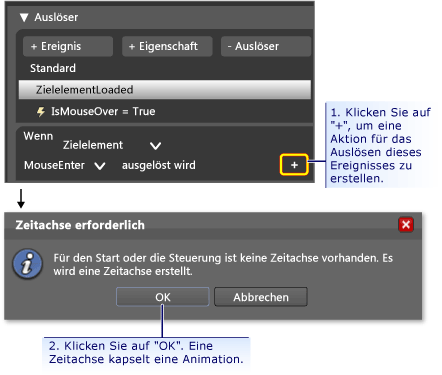 Auslöser
+ Ereignis + Eigenschaft - Auslöser
Standard
ZielelementLoaded
IsMouseOver = True
Wenn
Zielelement
MouseEnter ausgelöst wird +
1. Klicken Sie auf
"+", um eine
Aktion für das
Auslösen dieses
Ereignisses zu
erstellen.
Zeitachse erforderlich
Für den Start oder die Steuerung ist keine Zeitachse vorhanden. Es
wird eine Zeitachse erstellt.
OK Abbrechen
2. Klicken Sie auf "OK". Eine
Zeitachse kapselt eine Animation.